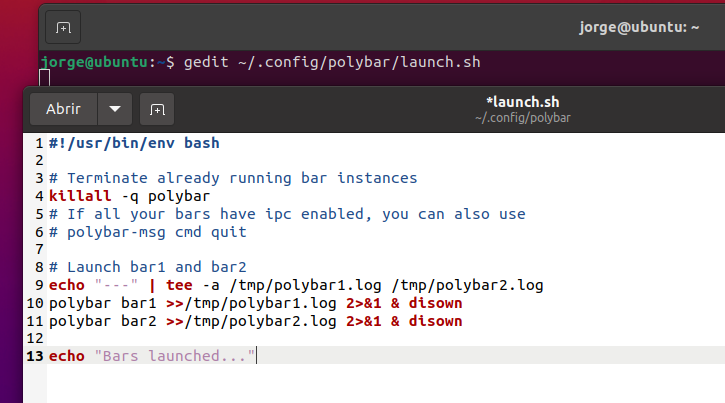 jorge@ubuntu: ~
jorge@ubuntu:~$ gedit ~/.config/polybar/launch.sh
Abrir
*launch.sh
~/.config/polybar
1 #!/usr/bin/env bash
2
3 # Terminate already running bar instances
4 killall -q polybar
5 # If all your bars have ipc enabled, you can also use
6 # polybar-msg cmd quit
7
8 # Launch bar1 and bar2
9 echo "---" | tee -a /tmp/polybar1.log /tmp/polybar2.log
10 polybar bar1 >>/tmp/polybar1.log 2>&1 & disown
11 polybar bar2 >>/tmp/polybar2.log 2>&1 & disown
12
13 echo "Bars launched..."